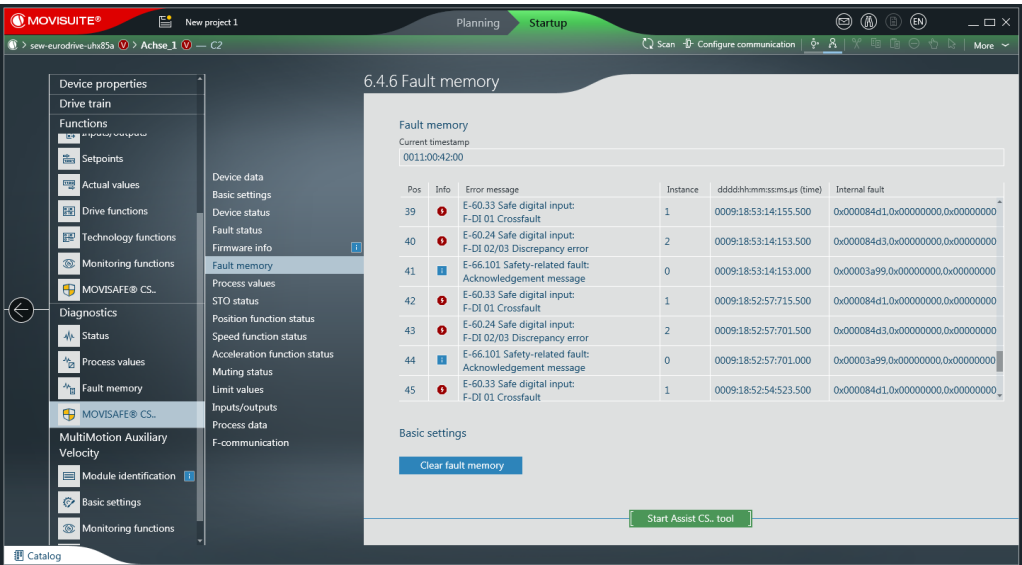 MOVISUITE® New project 1 Planning Startup EN
> sew-eurodrive-uhx85a V > Achse_1 V — C2 Scan Configure communication More
Device properties
Drive train
Functions
Inputs/outputs
Setpoints
Actual values
Drive functions
Technology functions
Monitoring functions
MOVISAFE® CS..
Diagnostics
Status
Process values
Fault memory
MOVISAFE® CS..
MultiMotion Auxiliary
Velocity
Module identification i
Basic settings
Monitoring functions
Catalog
Device data
Basic settings
Device status
Fault status
Firmware info i
Fault memory
Process values
STO status
Position function status
Speed function status
Acceleration function status
Muting status
Limit values
Inputs/outputs
Process data
F-communication
6.4.6 Fault memory
Fault memory
Current timestamp
0011:00:42:00
Pos Info Error message Instance dddd:hh:mm:ss:ms.µs (time) Internal fault
39 E-60.33 Safe digital input: 1 0009:18:53:14:155.500 0x000084d1,0x00000000,0x00000000
F-DI 01 Crossfault
40 E-60.24 Safe digital input: 2 0009:18:53:14:153.500 0x000084d3,0x00000000,0x00000000
F-DI 02/03 Discrepancy error
41 i E-66.101 Safety-related fault: 0 0009:18:53:14:153.000 0x00003a99,0x00000000,0x00000000
Acknowledgement message
42 E-60.33 Safe digital input: 1 0009:18:52:57:715.500 0x000084d1,0x00000000,0x00000000
F-DI 01 Crossfault
43 E-60.24 Safe digital input: 2 0009:18:52:57:701.500 0x000084d3,0x00000000,0x00000000
F-DI 02/03 Discrepancy error
44 i E-66.101 Safety-related fault: 0 0009:18:52:57:701.000 0x00003a99,0x00000000,0x00000000
Acknowledgement message
45 E-60.33 Safe digital input: 1 0009:18:52:54:523.500 0x000084d1,0x00000000,0x00000000
F-DI 01 Crossfault
Basic settings
Clear fault memory
Start Assist CS.. tool